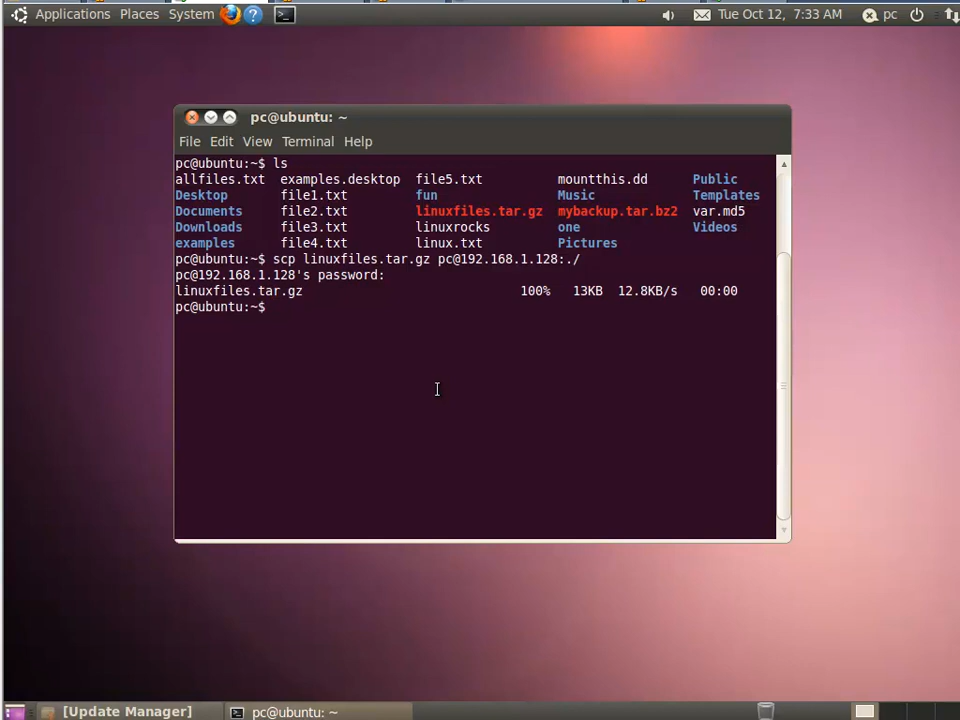 Applications Places System Tue Oct 12, 7:33 AM pc
pc@ubuntu: ~
File Edit View Terminal Help
pc@ubuntu:~$ ls
allfiles.txt examples.desktop file5.txt mountthis.dd Public
Desktop file1.txt fun Music Templates
Documents file2.txt linuxfiles.tar.gz mybackup.tar.bz2 var.md5
Downloads file3.txt linuxrocks one Videos
examples file4.txt linux.txt Pictures
pc@ubuntu:~$ scp linuxfiles.tar.gz pc@192.168.1.128:./
pc@192.168.1.128's password:
linuxfiles.tar.gz 100% 13KB 12.8KB/s 00:00
pc@ubuntu:~$
[Update Manager] pc@ubuntu: ~